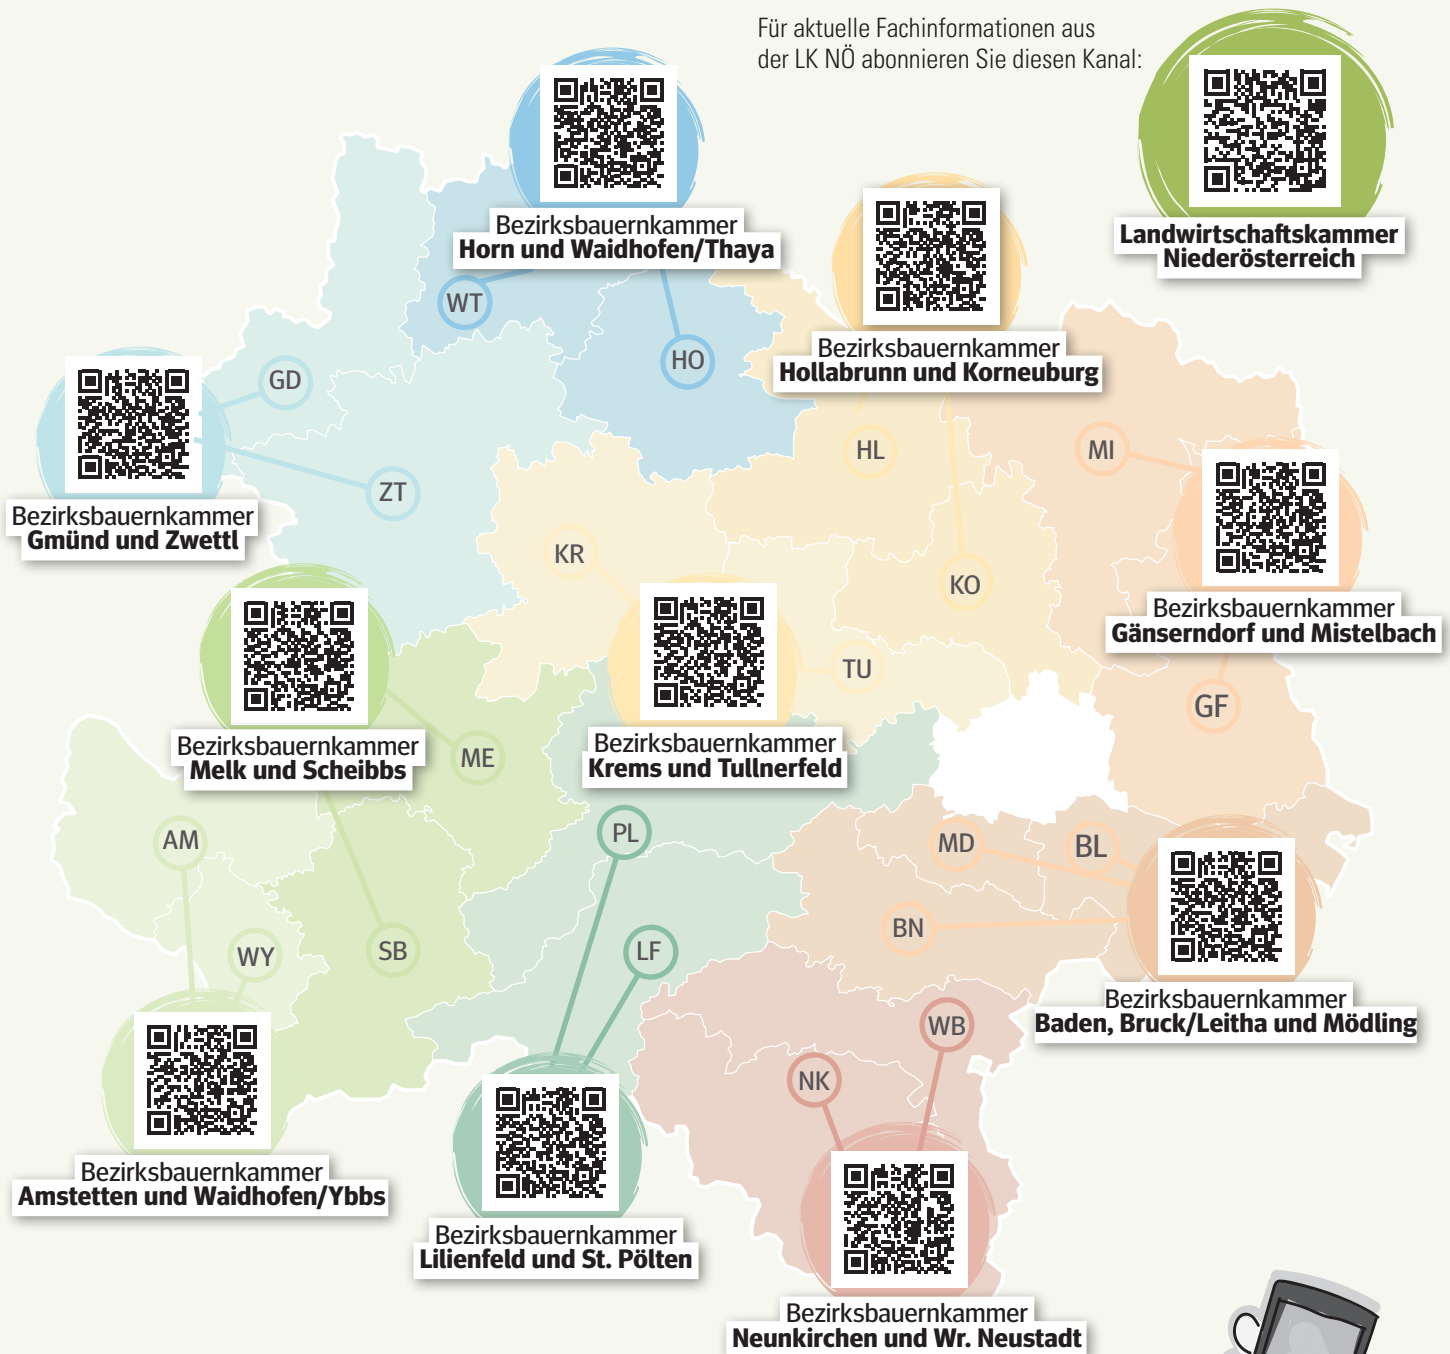 Für aktuelle Fachinformationen aus
der LK NÖ abonnieren Sie diesen Kanal:
Landwirtschaftskammer
Niederösterreich
Bezirksbauernkammer
Horn und Waidhofen/Thaya
WT
HO
Bezirksbauernkammer
Hollabrunn und Korneuburg
HL
KO
GD
ZT
Bezirksbauernkammer
Gmünd und Zwettl
MI
Bezirksbauernkammer
Gänserndorf und Mistelbach
GF
KR
TU
Bezirksbauernkammer
Krems und Tullnerfeld
Bezirksbauernkammer
Melk und Scheibbs
ME
SB
AM
WY
Bezirksbauernkammer
Amstetten und Waidhofen/Ybbs
PL
LF
Bezirksbauernkammer
Lilienfeld und St. Pölten
MD
BL
BN
Bezirksbauernkammer
Baden, Bruck/Leitha und Mödling
WB
NK
Bezirksbauernkammer
Neunkirchen und Wr. Neustadt